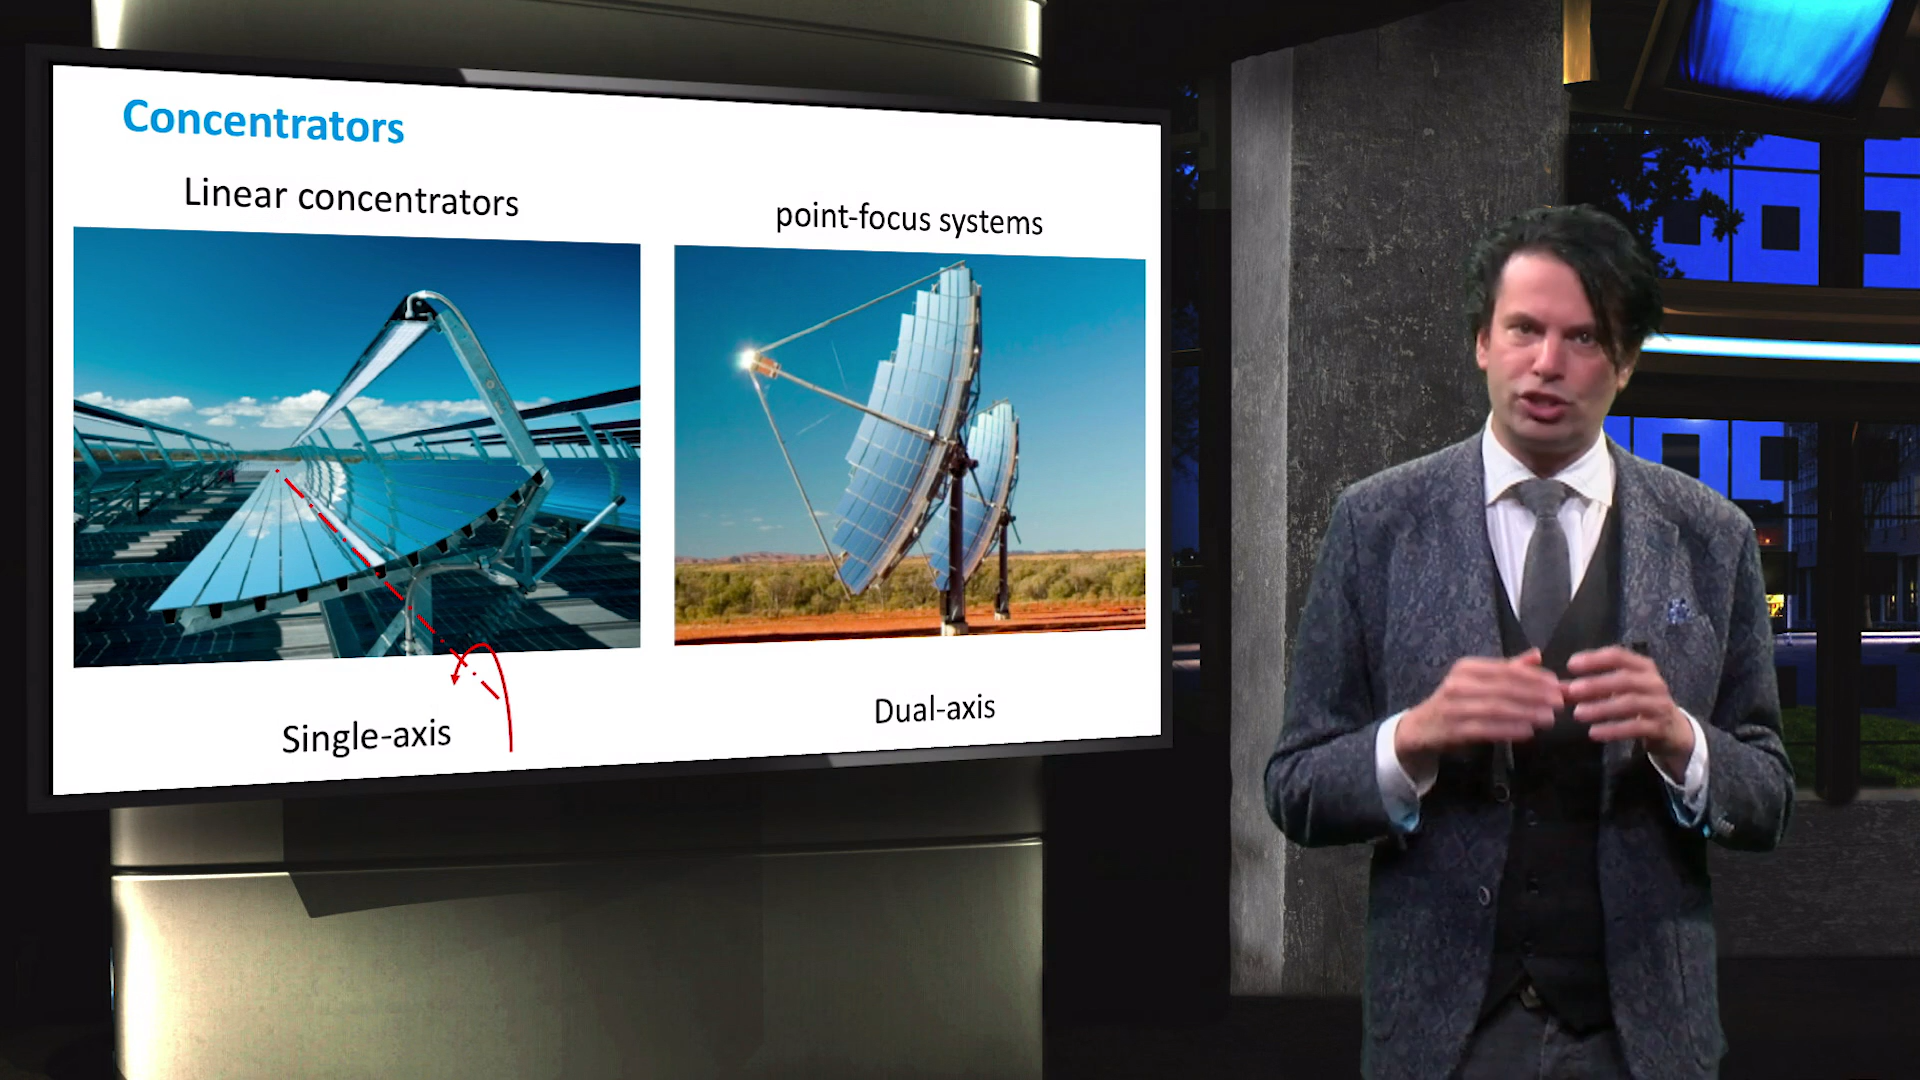 Concentrators
Linear concentrators
point-focus systems
Single-axis
Dual-axis